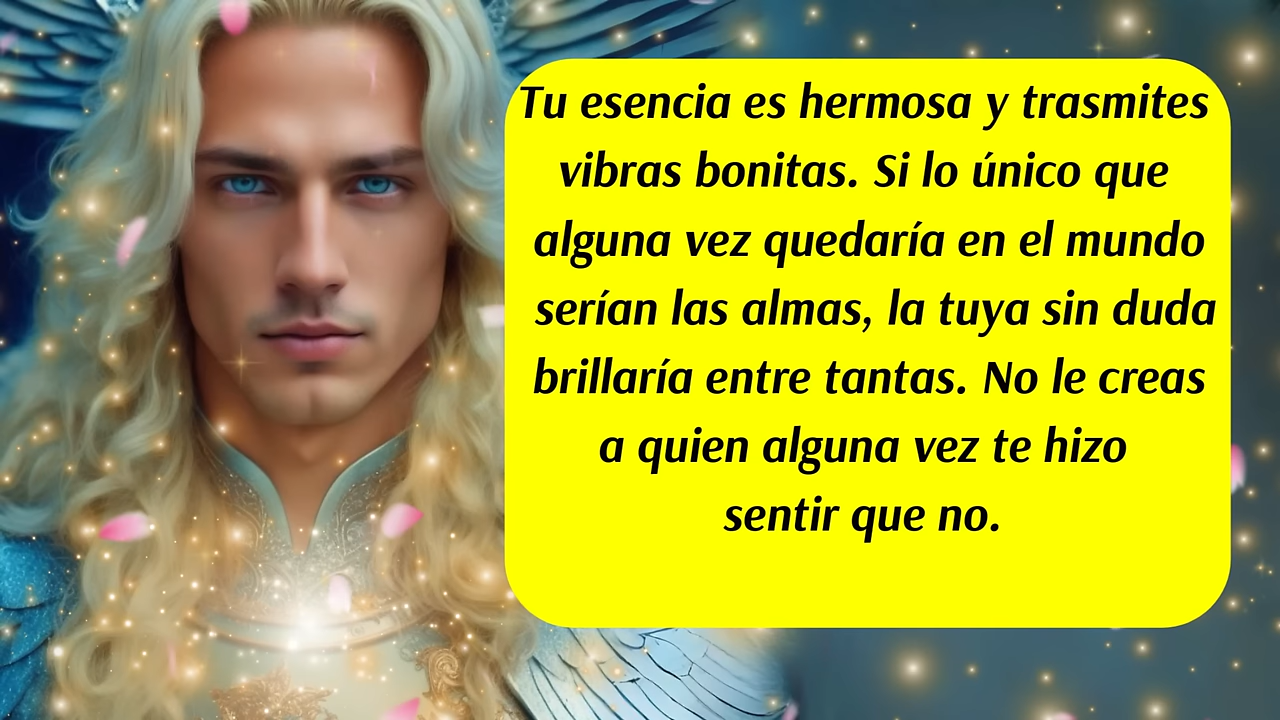 Tu esencia es hermosa y trasmites
vibras bonitas. Si lo único que
alguna vez quedaría en el mundo
serían las almas, la tuya sin duda
brillaría entre tantas. No le creas
a quien alguna vez te hizo
sentir que no.